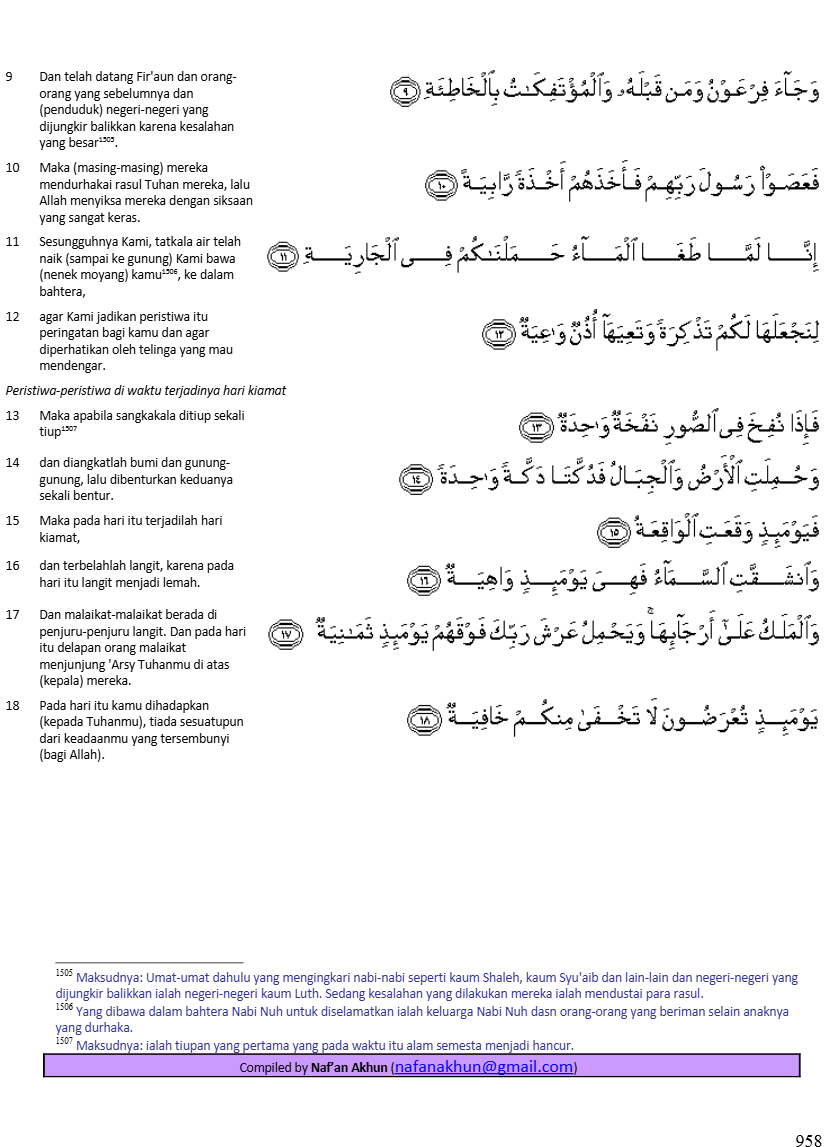 9 Dan telah datang Fir'aun dan orang-
orang yang sebelumnya dan
(penduduk) negeri-negeri yang
dijungkir balikkan karena kesalahan
yang besar1505.
وَجَآءَ فِرْعَوْنُ وَمَن قَبْلَهُۥ وَٱلْمُؤْتَفِكَـٰتُ بِٱلْخَاطِئَةِ ۝٩
10 Maka (masing-masing) mereka
mendurhakai rasul Tuhan mereka, lalu
Allah menyiksa mereka dengan siksaan
yang sangat keras.
فَعَصَوْا۟ رَسُولَ رَبِّهِمْ فَأَخَذَهُمْ أَخْذَةً رَّابِيَةً ۝١٠
11 Sesungguhnya Kami, tatkala air telah
naik (sampai ke gunung) Kami bawa
(nenek moyang) kamu1506, ke dalam
bahtera,
إِنَّا لَمَّا طَغَا ٱلْمَآءُ حَمَلْنَـٰكُمْ فِى ٱلْجَارِيَةِ ۝١١
12 agar Kami jadikan peristiwa itu
peringatan bagi kamu dan agar
diperhatikan oleh telinga yang mau
mendengar.
لِنَجْعَلَهَا لَكُمْ تَذْكِرَةً وَتَعِيَهَآ أُذُنٌ وَٰعِيَةٌ ۝١٢
Peristiwa-peristiwa di waktu terjadinya hari kiamat
13 Maka apabila sangkakala ditiup sekali
tiup1507
فَإِذَا نُفِخَ فِى ٱلصُّورِ نَفْخَةٌ وَٰحِدَةٌ ۝١٣
14 dan diangkatlah bumi dan gunung-
gunung, lalu dibenturkan keduanya
sekali bentur.
وَحُمِلَتِ ٱلْأَرْضُ وَٱلْجِبَالُ فَدُكَّتَا دَكَّةً وَٰحِدَةً ۝١٤
15 Maka pada hari itu terjadilah hari
kiamat,
فَيَوْمَئِذٍ وَقَعَتِ ٱلْوَاقِعَةُ ۝١٥
16 dan terbelahlah langit, karena pada
hari itu langit menjadi lemah.
وَٱنشَقَّتِ ٱلسَّمَآءُ فَهِىَ يَوْمَئِذٍ وَاهِيَةٌ ۝١٦
17 Dan malaikat-malaikat berada di
penjuru-penjuru langit. Dan pada hari
itu delapan orang malaikat
menjunjung 'Arsy Tuhanmu di atas
(kepala) mereka.
وَٱلْمَلَكُ عَلَىٰٓ أَرْجَآئِهَا ۚ وَيَحْمِلُ عَرْشَ رَبِّكَ فَوْقَهُمْ يَوْمَئِذٍ ثَمَـٰنِيَةٌ ۝١٧
18 Pada hari itu kamu dihadapkan
(kepada Tuhanmu), tiada sesuatupun
dari keadaanmu yang tersembunyi
(bagi Allah).
يَوْمَئِذٍ تُعْرَضُونَ لَا تَخْفَىٰ مِنكُمْ خَافِيَةٌ ۝١٨
1505 Maksudnya: Umat-umat dahulu yang mengingkari nabi-nabi seperti kaum Shaleh, kaum Syu'aib dan lain-lain dan negeri-negeri yang
dijungkir balikkan ialah negeri-negeri kaum Luth. Sedang kesalahan yang dilakukan mereka ialah mendustai para rasul.
1506 Yang dibawa dalam bahtera Nabi Nuh untuk diselamatkan ialah keluarga Nabi Nuh dasn orang-orang yang beriman selain anaknya
yang durhaka.
1507 Maksudnya: ialah tiupan yang pertama yang pada waktu itu alam semesta menjadi hancur.
Compiled by Naf’an Akhun (nafanakhun@gmail.com)
958